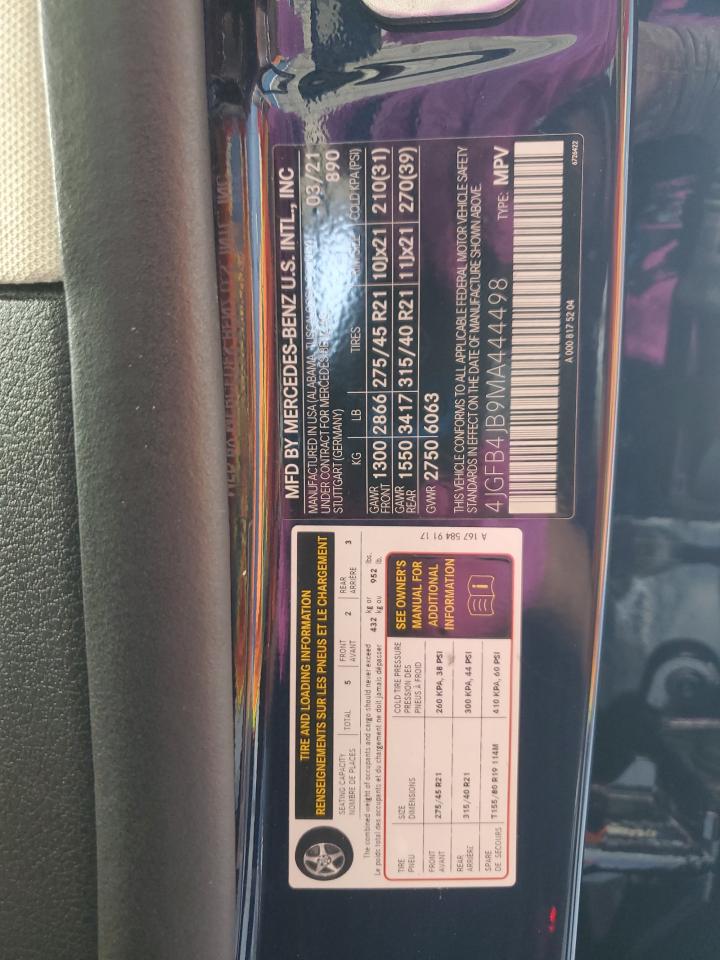 MFD BY MERCEDES-BENZ U.S. INTL., INC
MANUFACTURED IN USA (ALABAMA,
UNDER CONTRACT FOR MERCEDES-BENZ 03/21
STUTTGART (GERMANY) 890
KG LB TIRES COLD KPA (PSI)
GAWR FRONT 1300 2866 275/45 R21 10Jx21 210(31)
GAWR REAR 1550 3417 315/40 R21 11Jx21 270(39)
GVWR 2750 6063
THIS VEHICLE CONFORMS TO ALL APPLICABLE FEDERAL MOTOR VEHICLE SAFETY
STANDARDS IN EFFECT ON THE DATE OF MANUFACTURE SHOWN ABOVE.
4JGFB4JB9MA444498 TYPE: MPV
A 000 817 52 04 6726422
TIRE AND LOADING INFORMATION
RENSEIGNEMENTS SUR LES PNEUS ET LE CHARGEMENT
SEATING CAPACITY TOTAL 5 FRONT 2 REAR 3
NOMBRE DE PLACES AVANT ARRIÈRE
The combined weight of occupants and cargo should never exceed 432 kg or 952 lbs.
Le poids total des occupants et du chargement ne doit jamais dépasser kg ou lb.
TIRE SIZE COLD TIRE PRESSURE
PNEU DIMENSIONS PRESSION DES
PNEUS À FROID
FRONT 275/45 R21 260 KPA, 38 PSI
AVANT
REAR 315/40 R21 300 KPA, 44 PSI
ARRIÈRE
SPARE T155/80 R19 114M 410 KPA, 60 PSI
DE SECOURS
SEE OWNER'S
MANUAL FOR
ADDITIONAL
INFORMATION
A 167 584 91 17